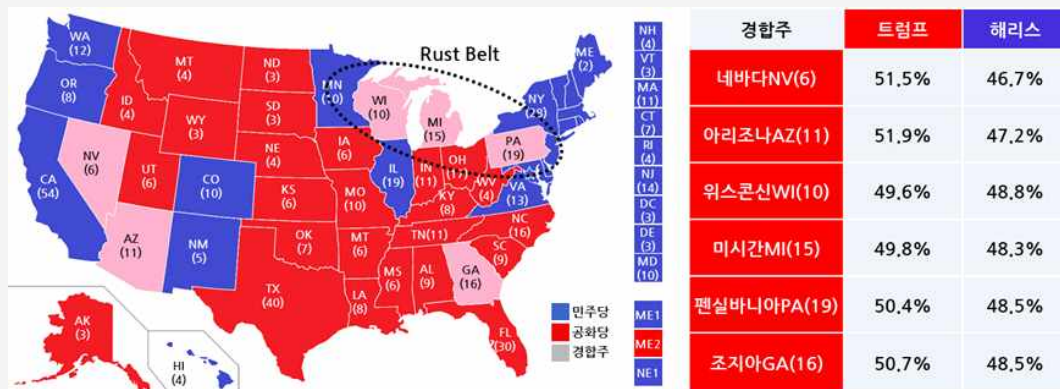 WA
(12)
OR
(8)
CA
(54)
NV
(6)
ID
(4)
MT
(4)
WY
(3)
UT
(6)
CO
(10)
AZ
(11)
NM
(5)
ND
(3)
SD
(3)
NE
(4)
KS
(6)
OK
(7)
TX
(40)
MN
(10)
IA
(6)
MO
(10)
MT
(6)
LA
(8)
Rust Belt
WI
(10)
MI
(15)
IL
(19)
IN
(11)
OH
KY
(8)
TN(11)
MS
(6)
AL
(9)
GA
(16)
FL
(30)
SC
(9)
NC
(16)
VA
(13)
WV
(4)
PA
(19)
NY
ME
(2)
AK
(3)
HI
(4)
민주당
공화당
경합주
NH
(4)
VT
(3)
MA
(11)
CT
(7)
RI
(4)
NJ
(14)
DC
(3)
DE
(3)
MD
(10)
ME1
ME2
NE1
경합주 트럼프 해리스
네바다NV(6) 51.5% 46.7%
아리조나AZ(11) 51.9% 47.2%
위스콘신WI(10) 49.6% 48.8%
미시간MI(15) 49.8% 48.3%
펜실바니아PA(19) 50.4% 48.5%
조지아GA(16) 50.7% 48.5%